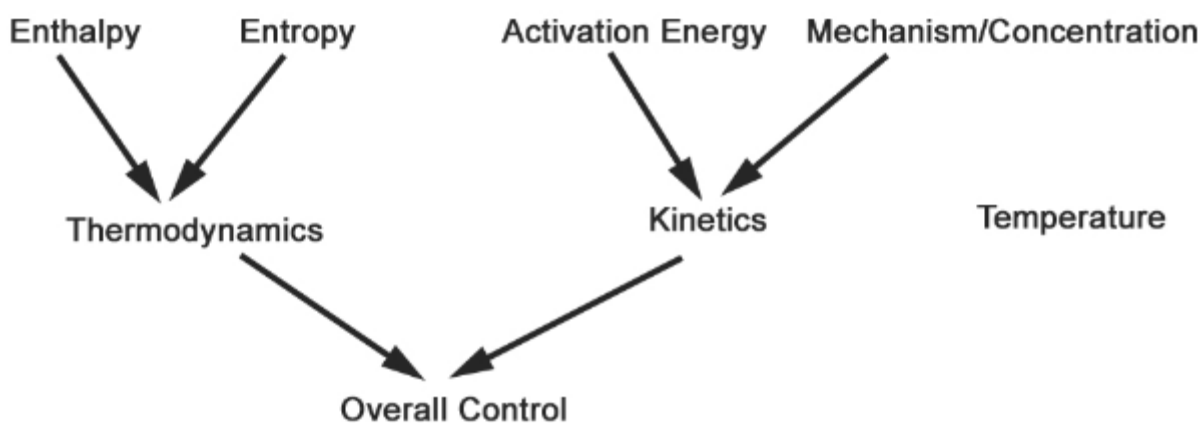 Enthalpy
Entropy
Activation Energy
Mechanism/Concentration
Thermodynamics
Kinetics
Temperature
Overall Control